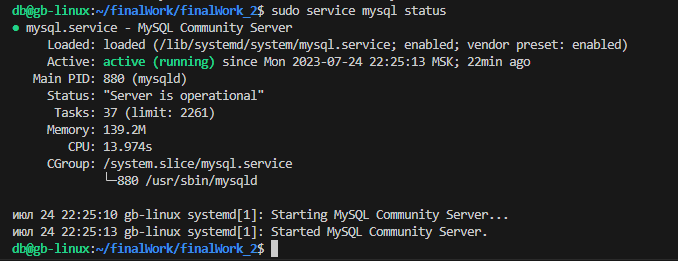 db@gb-linux:~/finalWork/finalWork_2$ sudo service mysql status
● mysql.service - MySQL Community Server
     Loaded: loaded (/lib/systemd/system/mysql.service; enabled; vendor preset: enabled)
     Active: active (running) since Mon 2023-07-24 22:25:13 MSK; 22min ago
   Main PID: 880 (mysqld)
     Status: "Server is operational"
      Tasks: 37 (limit: 2261)
     Memory: 139.2M
        CPU: 13.974s
     CGroup: /system.slice/mysql.service
             └─880 /usr/sbin/mysqld

июл 24 22:25:10 gb-linux systemd[1]: Starting MySQL Community Server...
июл 24 22:25:13 gb-linux systemd[1]: Started MySQL Community Server.
db@gb-linux:~/finalWork/finalWork_2$